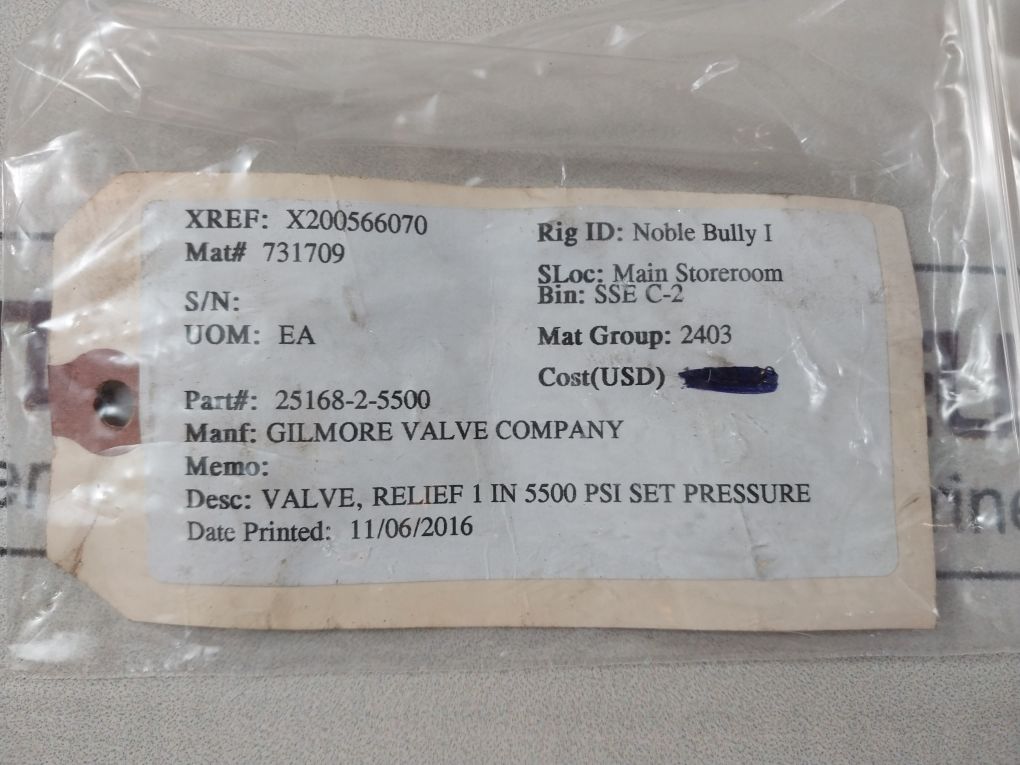 XREF: X200566070
Mat# 731709
S/N:
UOM: EA
Part#: 25168-2-5500
Manf: GILMORE VALVE COMPANY
Memo:
Desc: VALVE, RELIEF 1 IN 5500 PSI SET PRESSURE
Date Printed: 11/06/2016
Rig ID: Noble Bully I
SLoc: Main Storeroom
Bin: SSE C-2
Mat Group: 2403
Cost(USD)